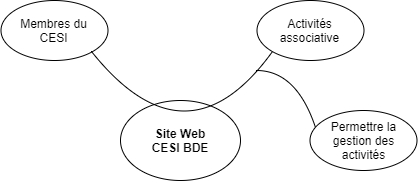 Membres du
CESI
Activités
associative
Site Web
CESI BDE
Permettre la
gestion des
activités